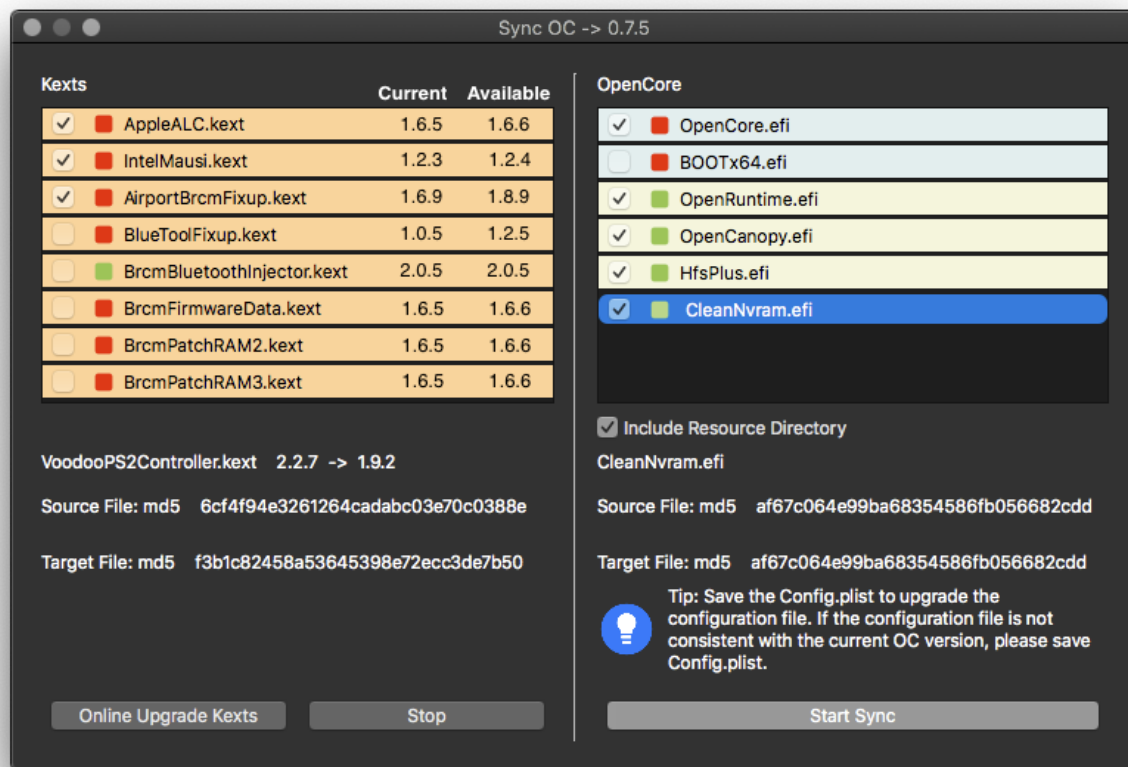 Sync OC -> 0.7.5
Kexts Current Available
AppleALC.kext 1.6.5 1.6.6
IntelMausi.kext 1.2.3 1.2.4
AirportBrcmFixup.kext 1.6.9 1.8.9
BlueToolFixup.kext 1.0.5 1.2.5
BrcmBluetoothInjector.kext 2.0.5 2.0.5
BrcmFirmwareData.kext 1.6.5 1.6.6
BrcmPatchRAM2.kext 1.6.5 1.6.6
BrcmPatchRAM3.kext 1.6.5 1.6.6
VoodooPS2Controller.kext 2.2.7 -> 1.9.2
Source File: md5 6cf4f94e3261264cadabc03e70c0388e
Target File: md5 f3b1c82458a53645398e72ecc3de7b50
Online Upgrade Kexts
Stop
OpenCore
OpenCore.efi
BOOTx64.efi
OpenRuntime.efi
OpenCanopy.efi
HfsPlus.efi
CleanNvram.efi
Include Resource Directory
CleanNvram.efi
Source File: md5 af67c064e99ba68354586fb056682cdd
Target File: md5 af67c064e99ba68354586fb056682cdd
Tip: Save the Config.plist to upgrade the
configuration file. If the configuration file is not
consistent with the current OC version, please save
Config.plist.
Start Sync